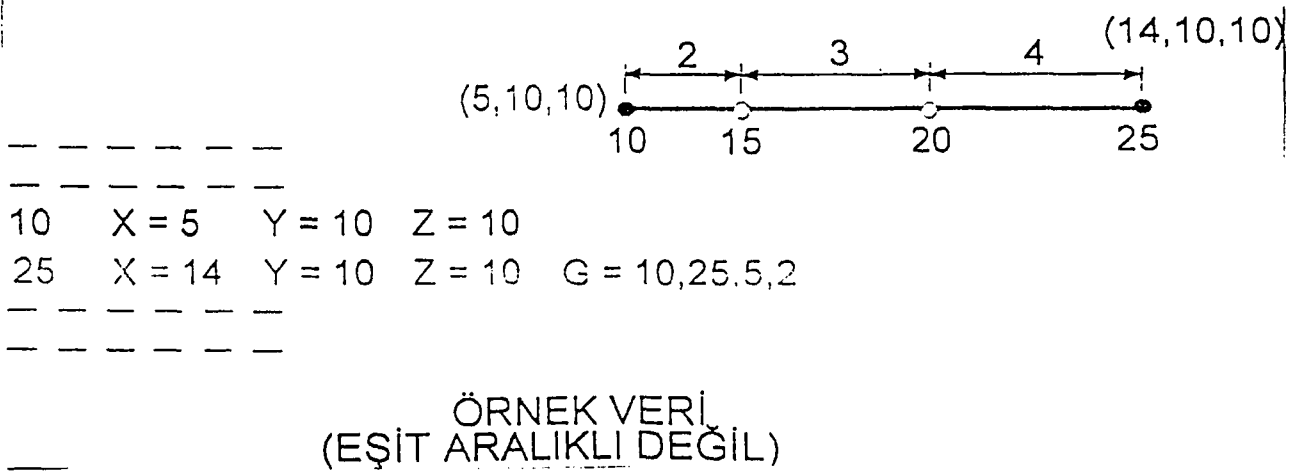 (14,10,10)
2 3 4
(5,10,10)
10 15 20 25
10 X = 5 Y = 10 Z = 10
25 X = 14 Y = 10 Z = 10 G = 10,25.5,2
ÖRNEK VERİ
(EŞİT ARALIKLI DEĞİL)